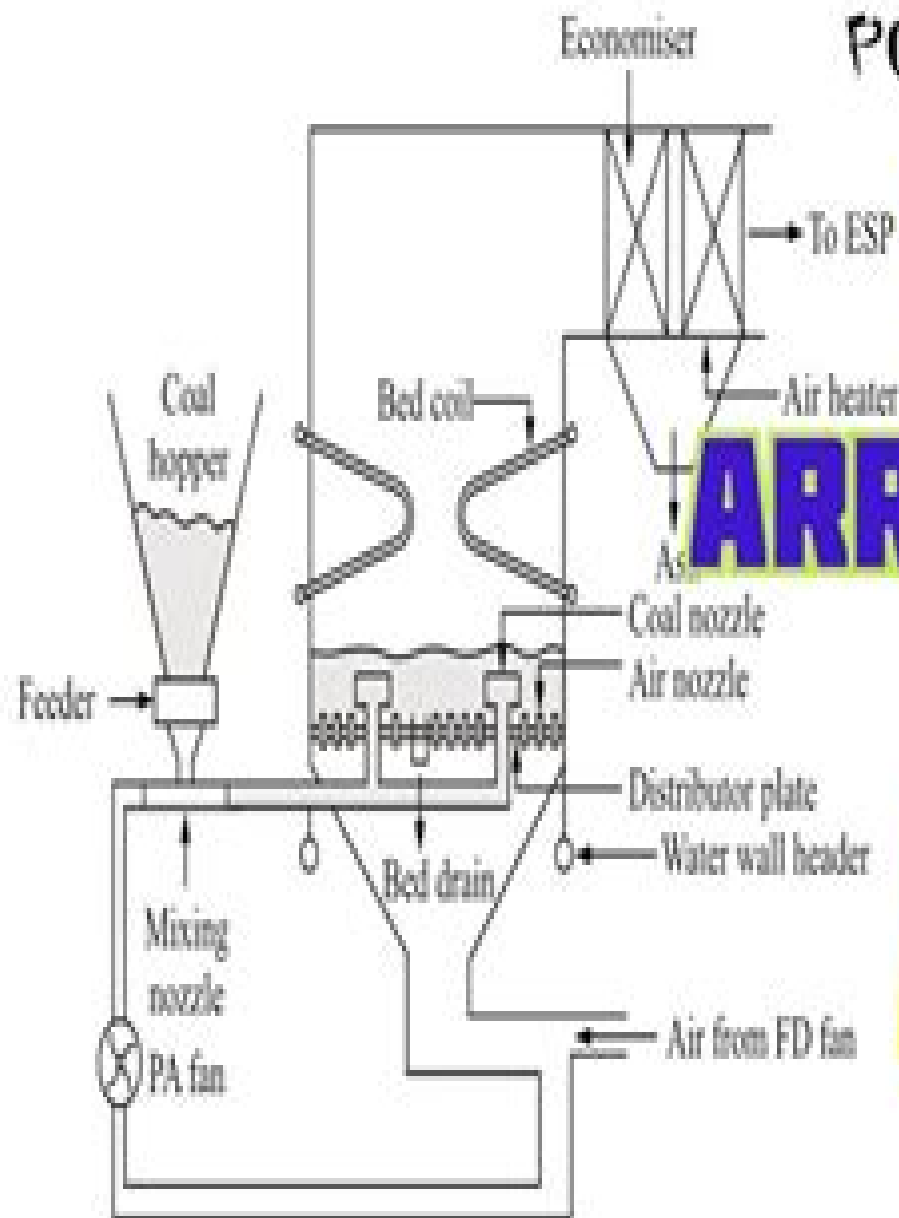 Economiser
To ESP
Coal
hopper
Bed coil
Air heater
ARR
Coal nozzle
Feeder
Air nozzle
Distributor plate
Water wall header
Bed drain
Mixing
nozzle
Air from FD fan
PA fan